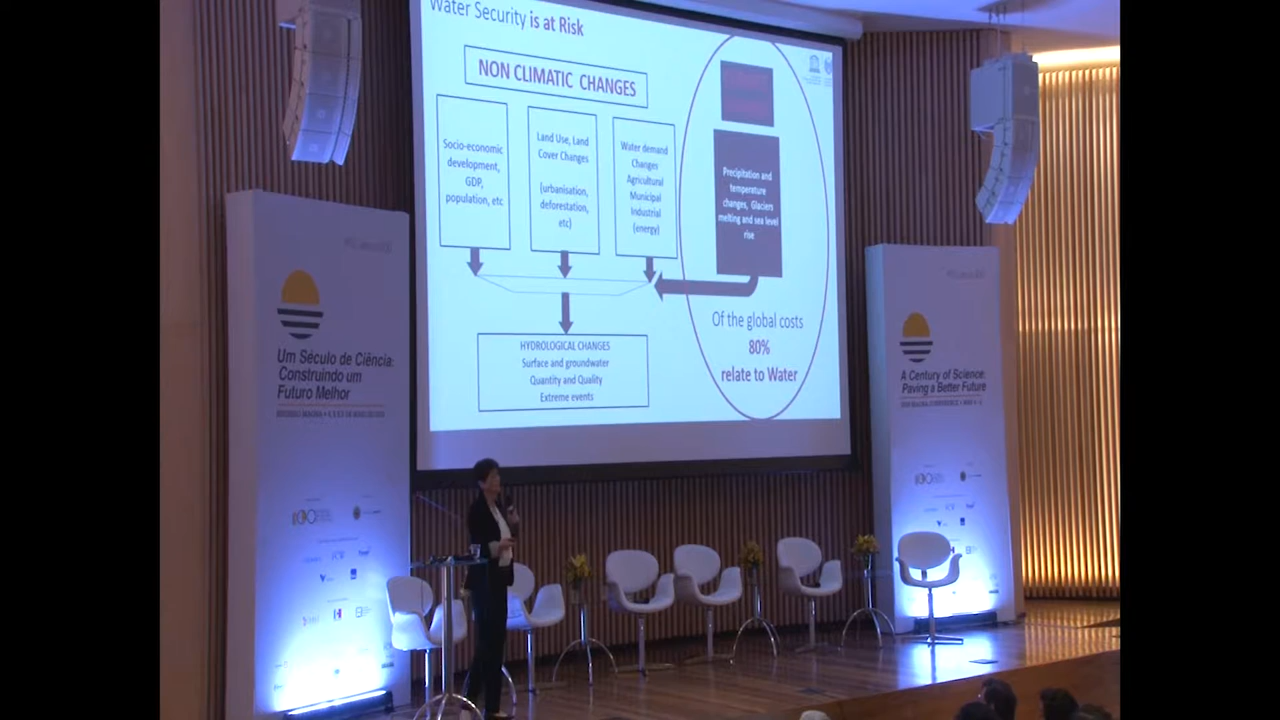 Water Security is at Risk
NON CLIMATIC CHANGES
Socio-economic
development,
GDP,
population, etc
Land Use, Land
Cover Changes
(urbanisation,
deforestation,
etc)
Water demand
Changes
Agricultural
Municipal
Industrial
(energy)
Precipitation and
temperature
changes, Glaciers
melting and sea level
rise
HYDROLOGICAL CHANGES
Surface and groundwater
Quantity and Quality
Extreme events
Of the global costs
80%
relate to Water
Um Século de Ciência:
Construindo um
Futuro Melhor
A Century of Science:
Paving a Better Future